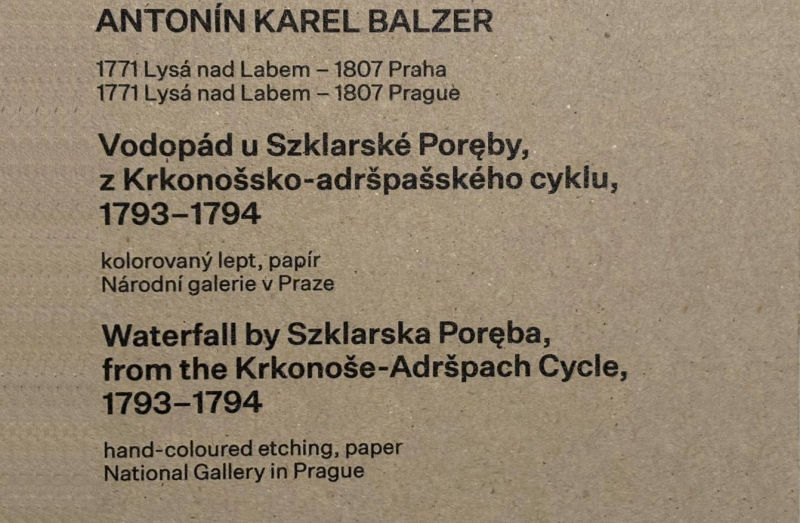 ANTONÍN KAREL BALZER
1771 Lysá nad Labem – 1807 Praha
1771 Lysá nad Labem – 1807 Prague
Vodopád u Szklarské Poręby,
z Krkonošsko-adršpašského cyklu,
1793–1794
kolorovaný lept, papír
Národní galerie v Praze
Waterfall by Szklarska Poręba,
from the Krkonoše-Adršpach Cycle,
1793–1794
hand-coloured etching, paper
National Gallery in Prague